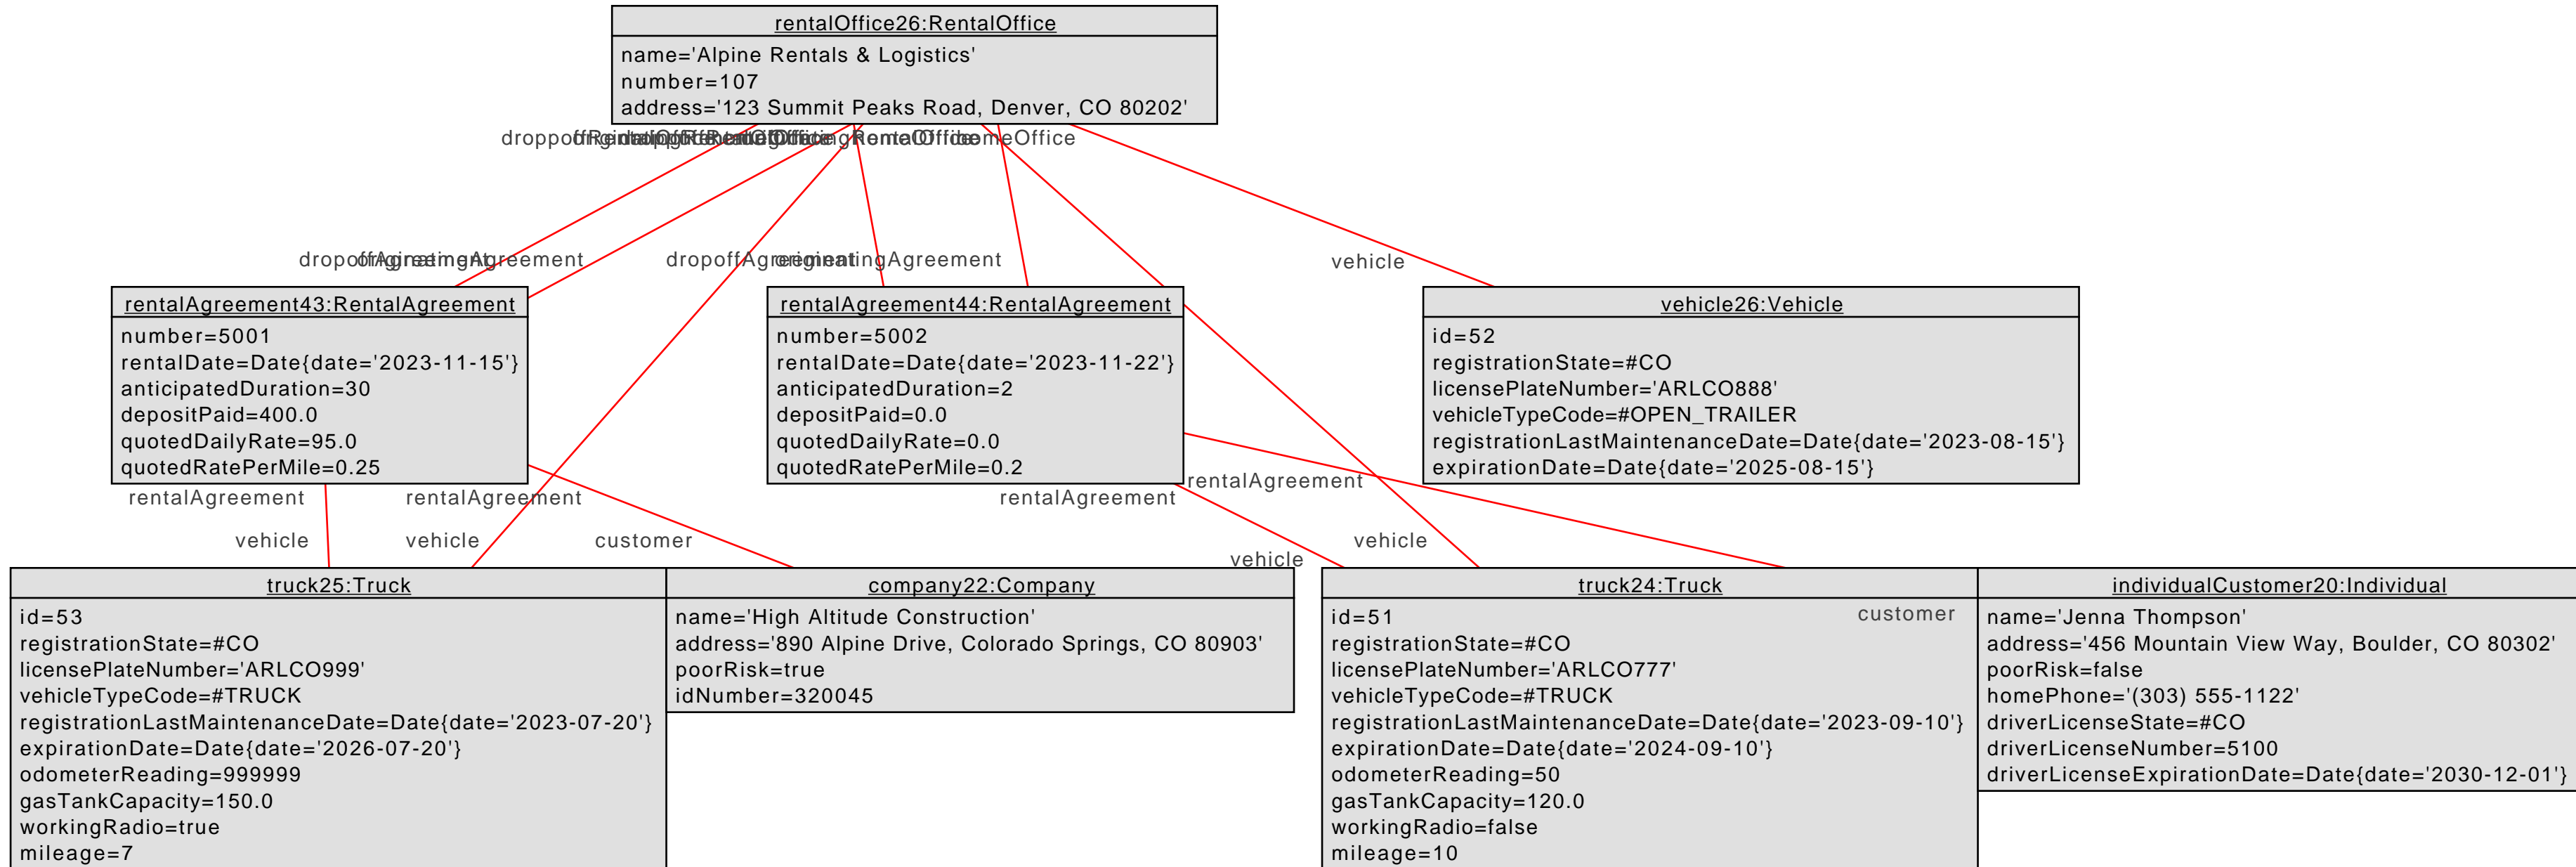 rentalOffice26:RentalOffice
name='Alpine Rentals & Logistics'
number=107
address='123 Summit Peaks Road, Denver, CO 80202'
vehicle
rentalAgreement43:RentalAgreement
number=5001
rentalDate=Date{date='2023-11-15'}
anticipatedDuration=30
depositPaid=400.0
quotedDailyRate=95.0
quotedRatePerMile=0.25
rentalAgreement44:RentalAgreement
number=5002
rentalDate=Date{date='2023-11-22'}
anticipatedDuration=2
depositPaid=0.0
quotedDailyRate=0.0
quotedRatePerMile=0.2
vehicle26:Vehicle
id=52
registrationState=#CO
licensePlateNumber='ARLCO888'
vehicleTypeCode=#OPEN_TRAILER
registrationLastMaintenanceDate=Date{date='2023-08-15'}
expirationDate=Date{date='2025-08-15'}
rentalAgreement
rentalAgreement
rentalAgreement
rentalAgreement
vehicle
vehicle
customer
vehicle
vehicle
truck25:Truck
id=53
registrationState=#CO
licensePlateNumber='ARLCO999'
vehicleTypeCode=#TRUCK
registrationLastMaintenanceDate=Date{date='2023-07-20'}
expirationDate=Date{date='2026-07-20'}
odometerReading=999999
gasTankCapacity=150.0
workingRadio=true
mileage=7
company22:Company
name='High Altitude Construction'
address='890 Alpine Drive, Colorado Springs, CO 80903'
poorRisk=true
idNumber=320045
truck24:Truck
id=51
registrationState=#CO
licensePlateNumber='ARLCO777'
vehicleTypeCode=#TRUCK
registrationLastMaintenanceDate=Date{date='2023-09-10'}
expirationDate=Date{date='2024-09-10'}
odometerReading=50
gasTankCapacity=120.0
workingRadio=false
mileage=10
customer
individualCustomer20:Individual
name='Jenna Thompson'
address='456 Mountain View Way, Boulder, CO 80302'
poorRisk=false
homePhone='(303) 555-1122'
driverLicenseState=#CO
driverLicenseNumber=5100
driverLicenseExpirationDate=Date{date='2030-12-01'}